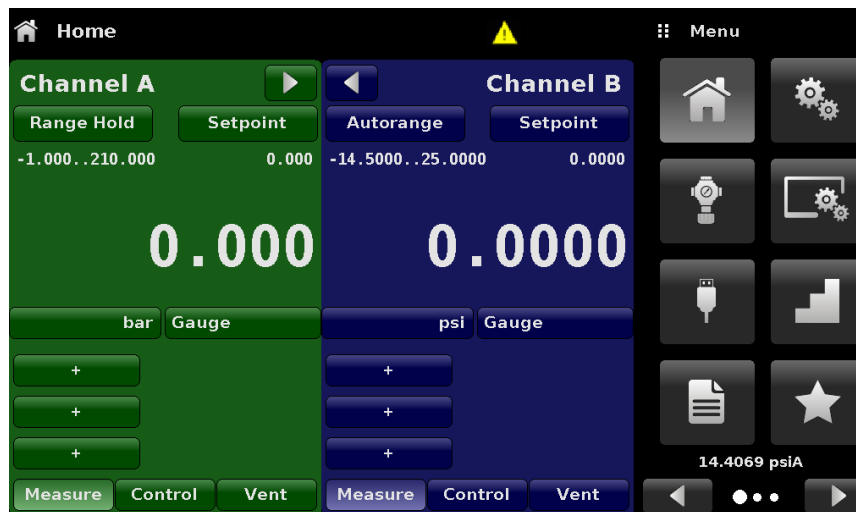 Home
Menu
Channel A
Channel B
Range Hold Setpoint
Autorange Setpoint
-1.000..210.000 0.000
-14.5000..25.0000 0.0000
0.000
0.0000
bar Gauge
psi Gauge
+
+
+
+
+
+
Measure Control Vent
Measure Control Vent
14.4069 psiA